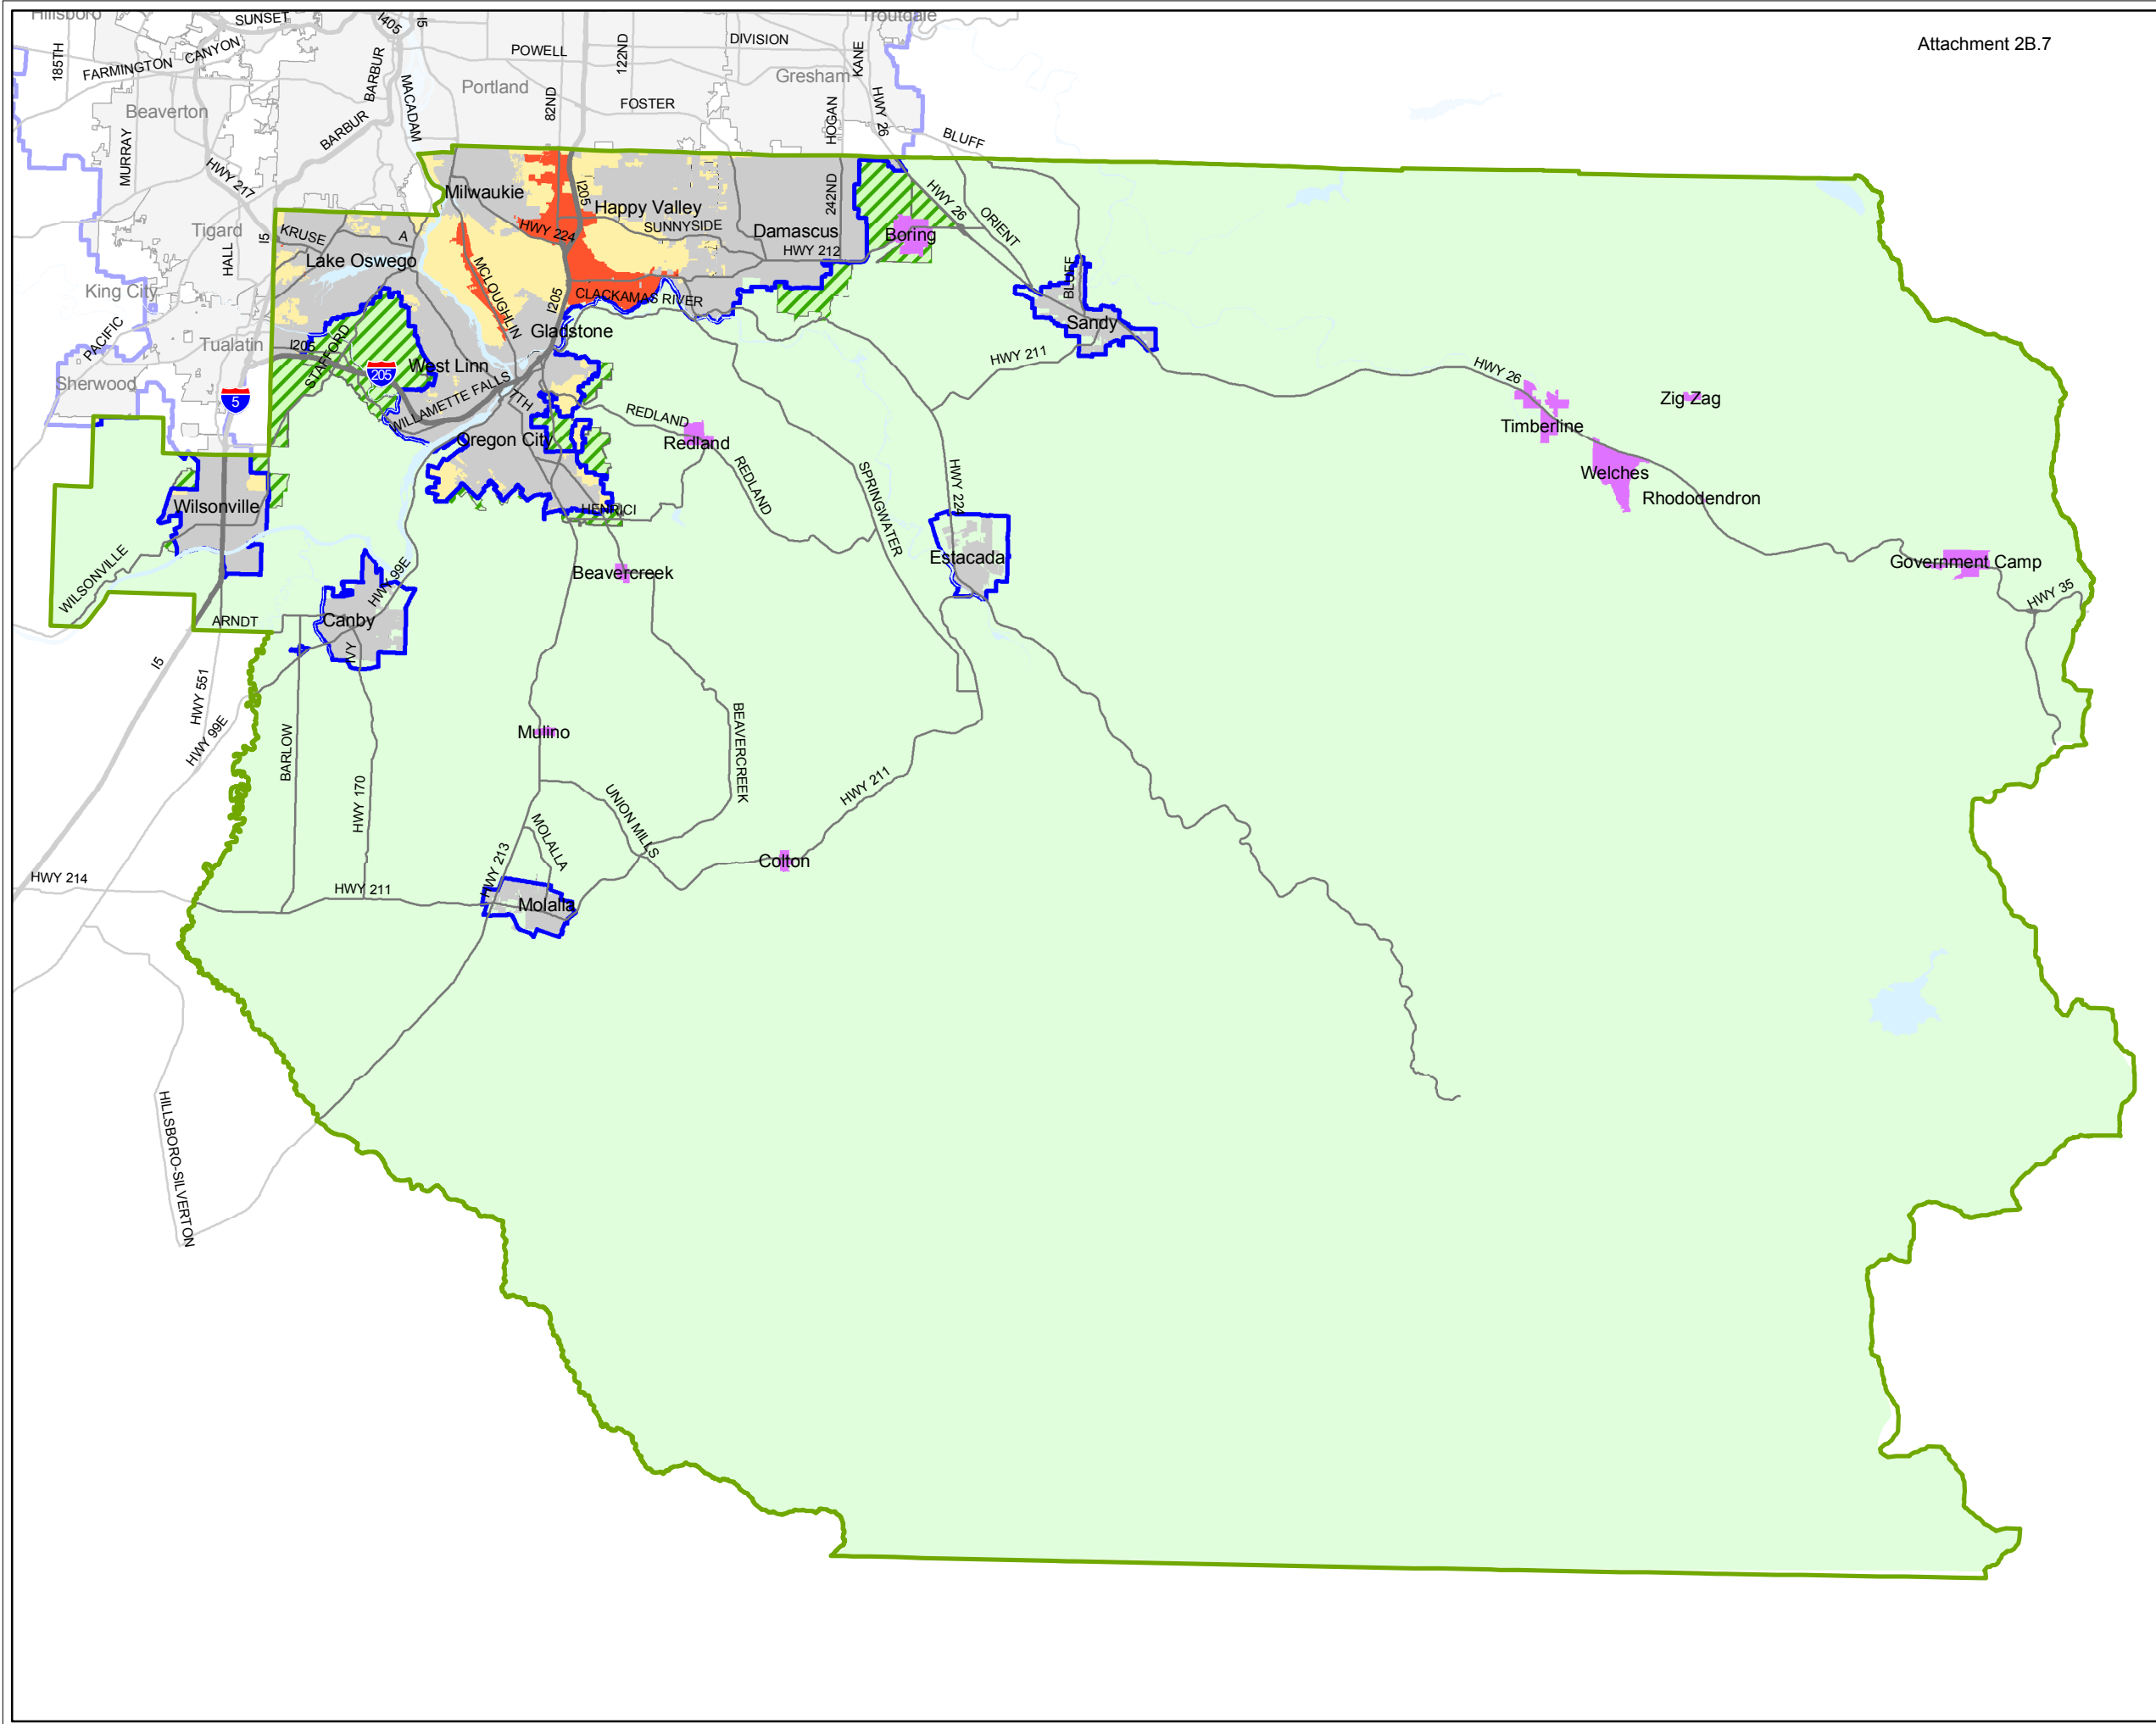 Hillsboro
SUNSET
I405
I5
Troutdale
Attachment 2B.7
185TH
FARMINGTON
CANYON
BARBUR
MACADAM
POWELL
DIVISION
122ND
KANE
Portland
Gresham
82ND
FOSTER
HOGAN
HWY 26
BLUFF
Beaverton
MURRAY
BARBUR
HWY 217
Milwaukie
I205
Happy Valley
SUNNYSIDE
242ND
HWY 26
ORIENT
Tigard
HALL
I5
KRUSE
A
HWY 224
Damascus
HWY 212
Boring
Lake Oswego
MCLOUGHLIN
BLUFF
King City
I205
CLACKAMAS RIVER
PACIFIC
Tualatin
I205
STAFFORD
Gladstone
Sandy
HWY 211
Sherwood
205
West Linn
5
WILLAMETTE FALLS
7TH
HWY 26
Zig Zag
REDLAND
Timberline
Oregon City
Redland
REDLAND
SPRINGWATER
HWY 224
Welches
Rhododendron
Wilsonville
HENRICI
Estacada
WILSONVILLE
HWY 99E
Beavercreek
Government Camp
HWY 35
ARNDT
Canby
IVY
I5
HWY 551
HWY 99E
BARLOW
HWY 170
Mulino
BEAVERCREEK
HWY 211
UNION MILLS
MOLALLA
HWY 213
Colton
HWY 214
HWY 211
Molalla
HILLSBORO-SILVERTON